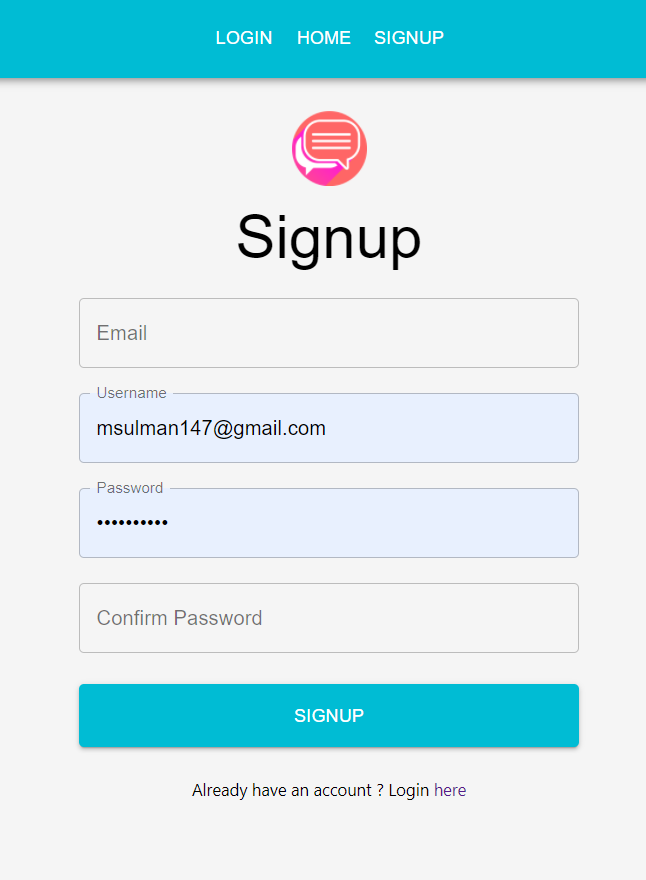 LOGIN HOME SIGNUP
Signup
Email
Username
msulman147@gmail.com
Password
••••••••••
Confirm Password
SIGNUP
Already have an account ? Login here